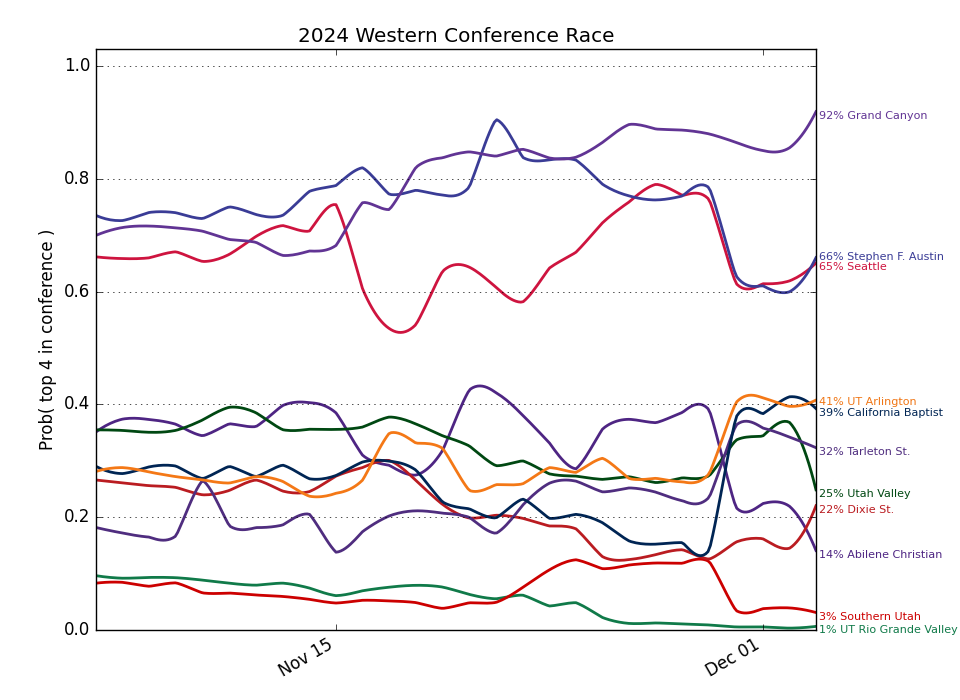 2024 Western Conference Race
Prob( top 4 in conference )
1.0
0.8
0.6
0.4
0.2
0.0
Nov 15
Dec 01
92% Grand Canyon
66% Stephen F. Austin
65% Seattle
41% UT Arlington
39% California Baptist
32% Tarleton St.
25% Utah Valley
22% Dixie St.
14% Abilene Christian
3% Southern Utah
1% UT Rio Grande Valley